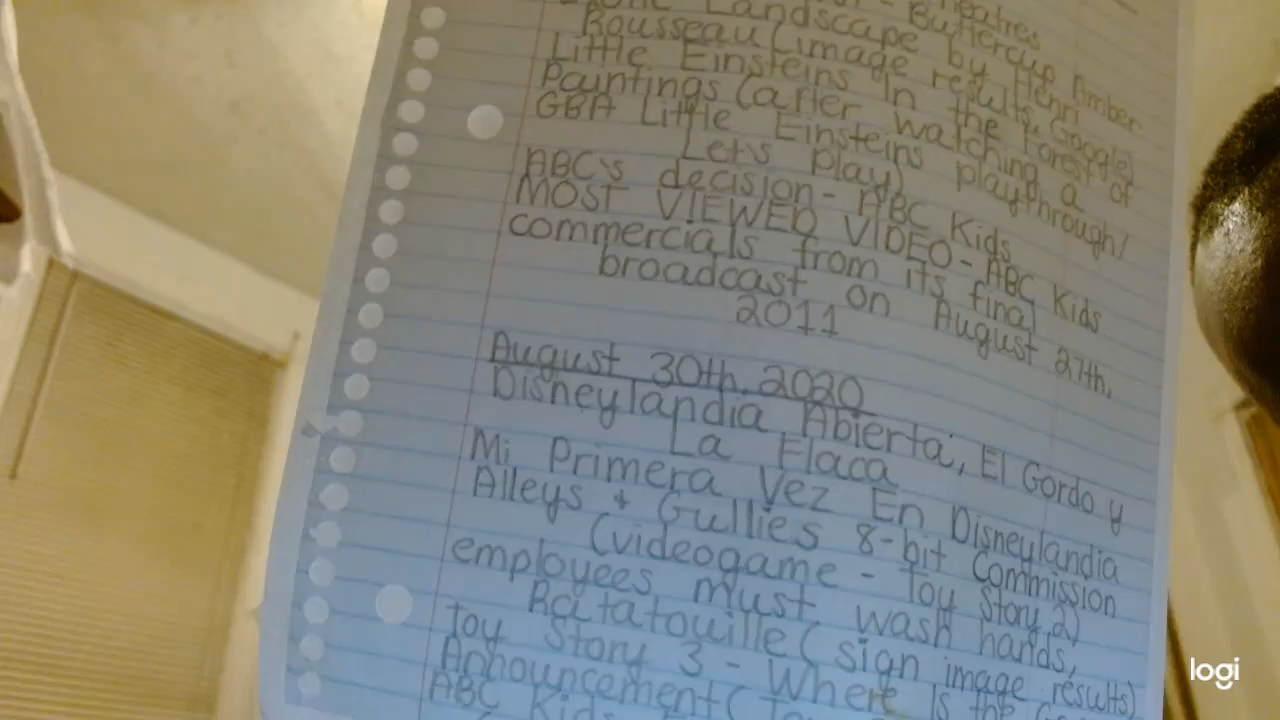 Theatres
- Buttercup Amber
Landscape by Henri
Rousseau (image results, Google)
Little Einsteins in the Forest of
Paintings (after watching a
GBA Little Einsteins playthrough/
Let's Play)
ABC's decision - ABC Kids
MOST VIEWED VIDEO - ABC Kids
commercials from its final
broadcast on August 27th,
2011
August 30th, 2020
Disneylandia Abierta, El Gordo y
La Flaca
Mi Primera Vez En Disneylandia
Alleys & Gullies 8-bit Commission
(videogame - Toy Story 2)
employees must wash hands,
Ratatouille (sign image results)
Toy Story 3 - Where Is the
Announcement (
ABC Kids
logi